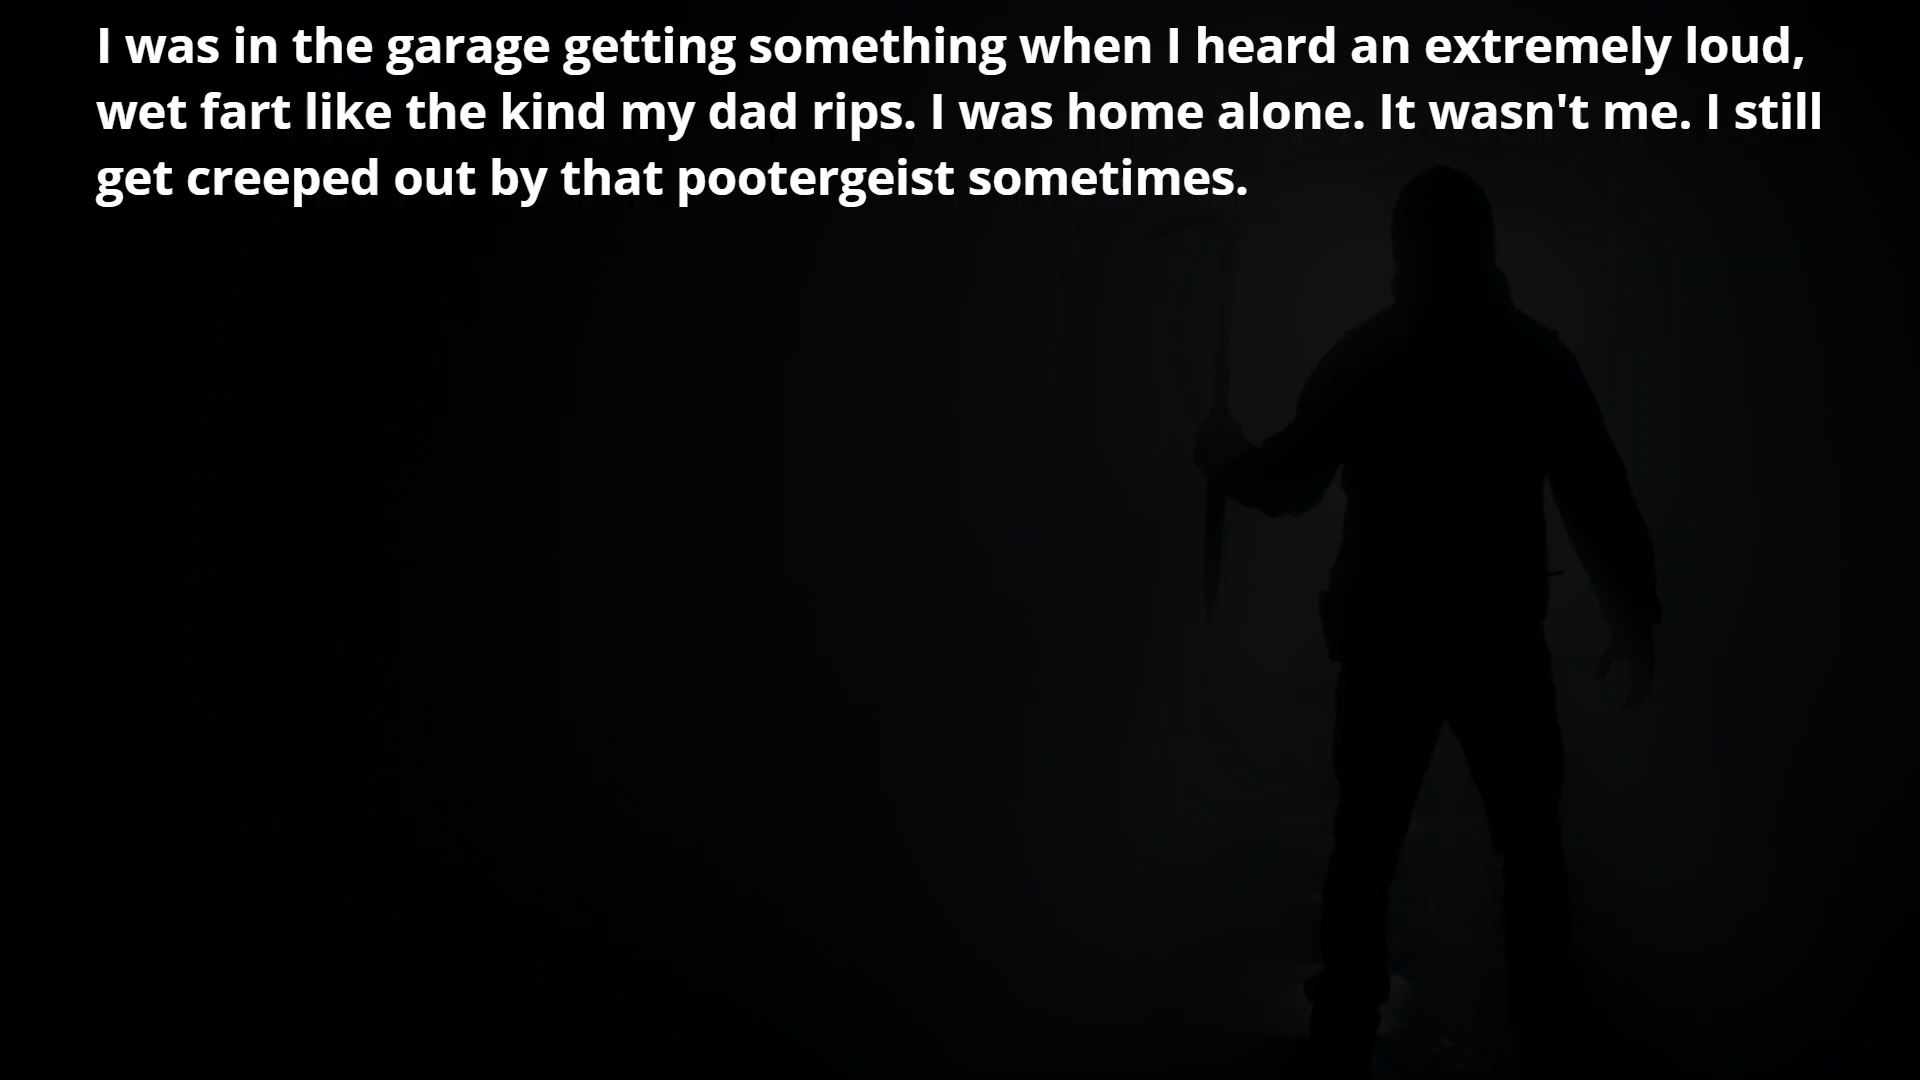 I was in the garage getting something when I heard an extremely loud,
wet fart like the kind my dad rips. I was home alone. It wasn't me. I still
get creeped out by that pootergeist sometimes.